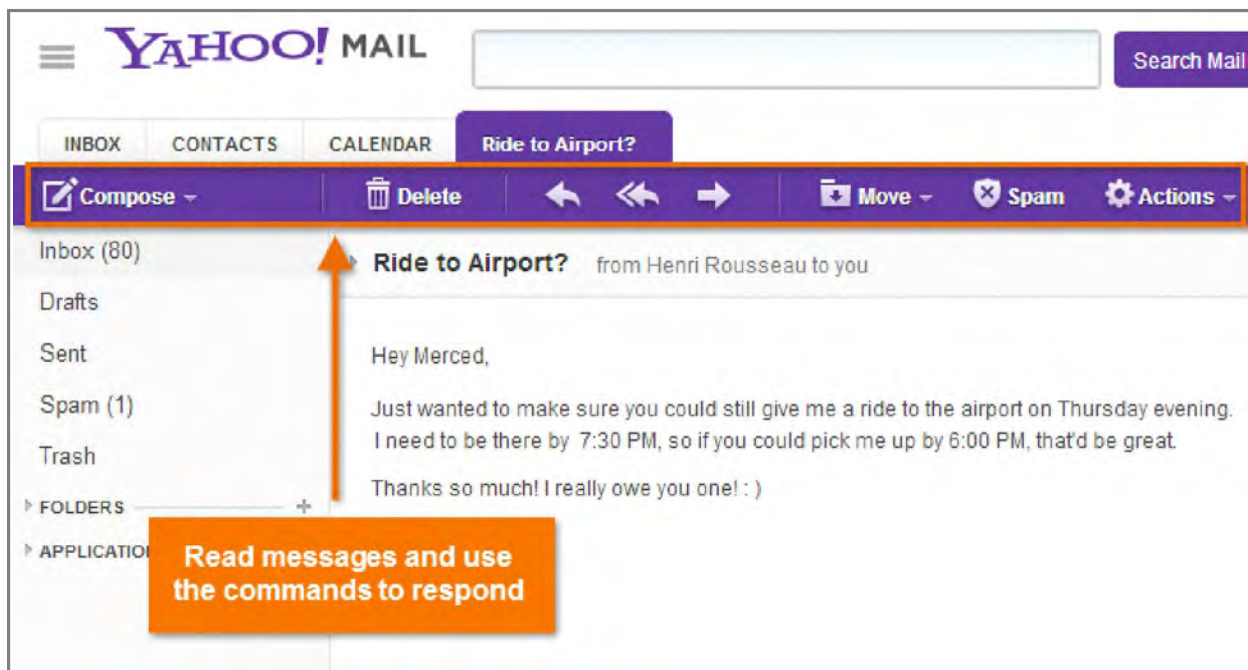 YAHOO! MAIL
Search Mail
INBOX CONTACTS CALENDAR Ride to Airport?
Compose Delete Move Spam Actions
Inbox (80)
Drafts
Sent
Spam (1)
Trash
FOLDERS
APPLICATIO
Ride to Airport? from Henri Rousseau to you
Hey Merced,
Just wanted to make sure you could still give me a ride to the airport on Thursday evening.
I need to be there by 7:30 PM, so if you could pick me up by 6:00 PM, that'd be great.
Thanks so much! I really owe you one! : )
Read messages and use
the commands to respond